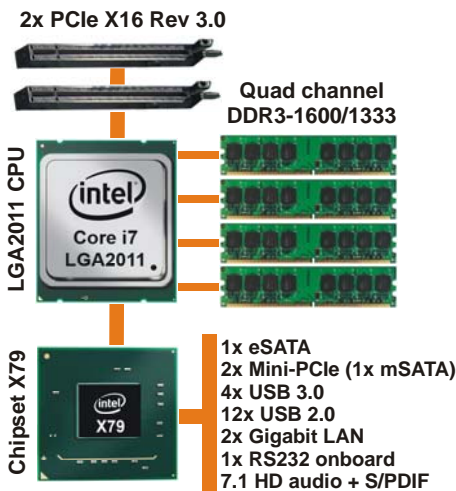 2x PCIe X16 Rev 3.0
Quad channel
DDR3-1600/1333
LGA2011 CPU
intel
Core i7
LGA2011
Chipset X79
intel
X79
1x eSATA
2x Mini-PCIe (1x mSATA)
4x USB 3.0
12x USB 2.0
2x Gigabit LAN
1x RS232 onboard
7.1 HD audio + S/PDIF